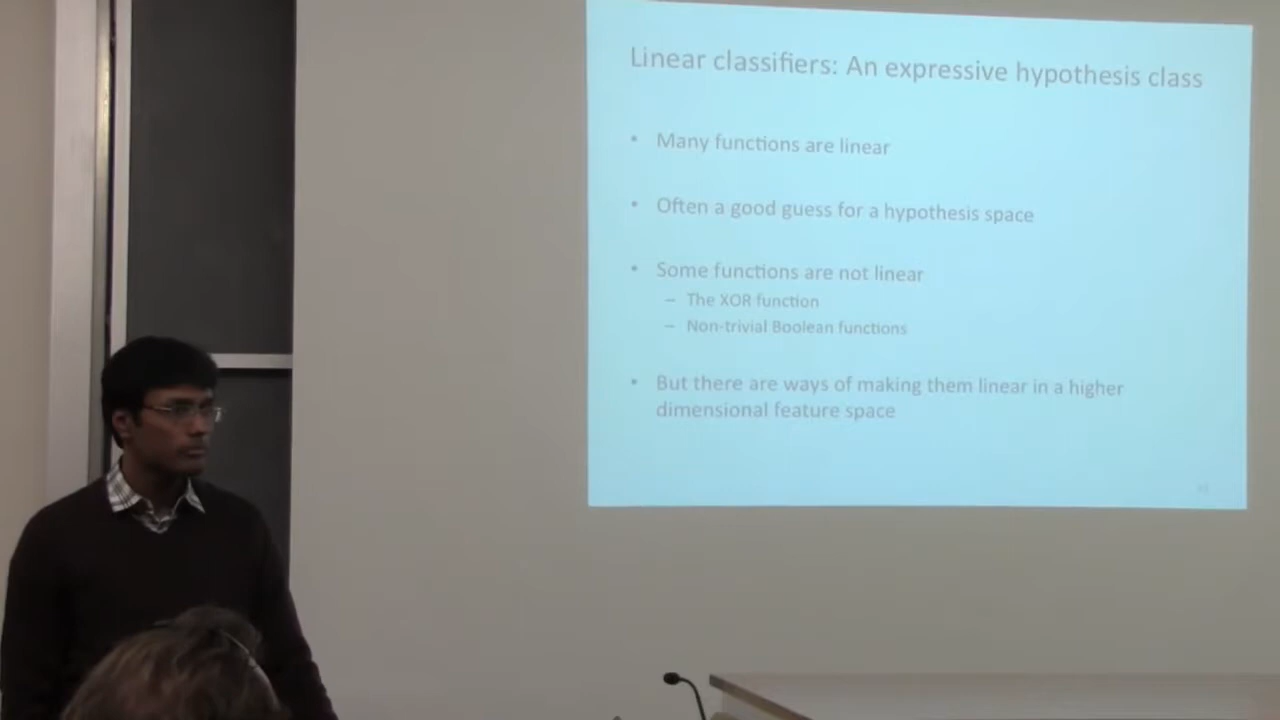 Linear classifiers: An expressive hypothesis class
• Many functions are linear
• Often a good guess for a hypothesis space
• Some functions are not linear
– The XOR function
– Non-trivial Boolean functions
• But there are ways of making them linear in a higher
dimensional feature space